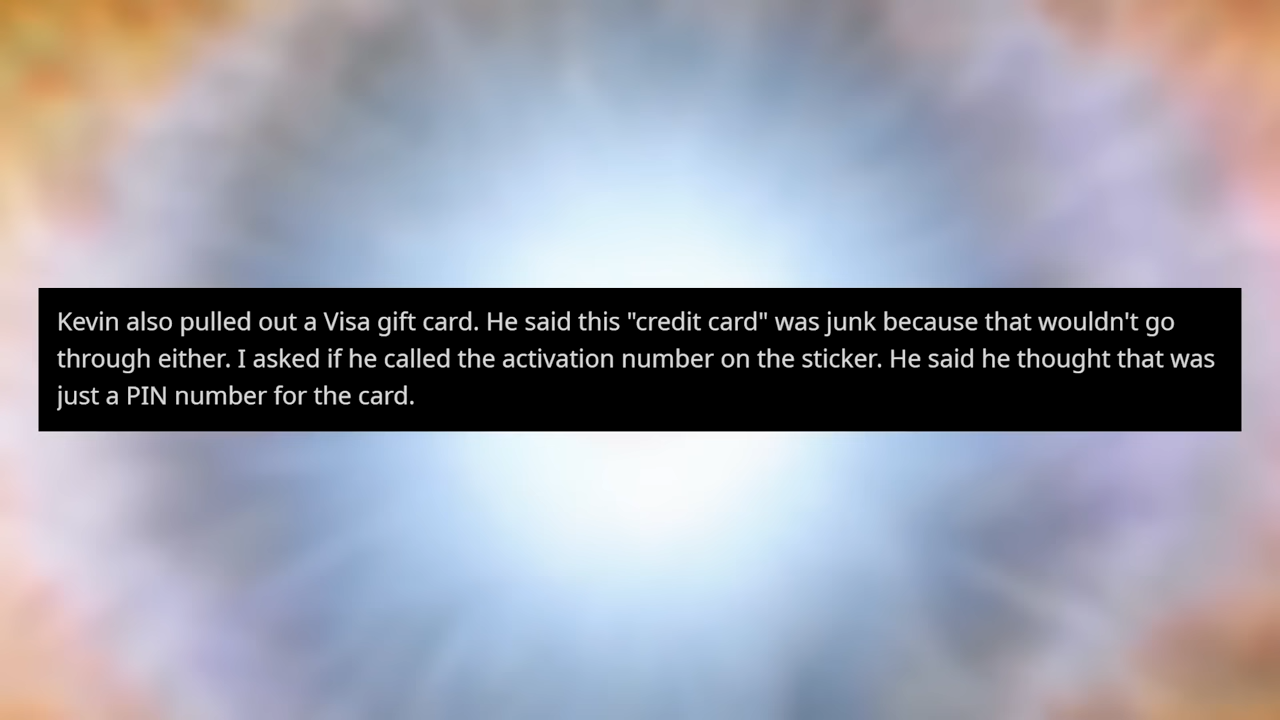 Kevin also pulled out a Visa gift card. He said this "credit card" was junk because that wouldn't go
through either. I asked if he called the activation number on the sticker. He said he thought that was
just a PIN number for the card.